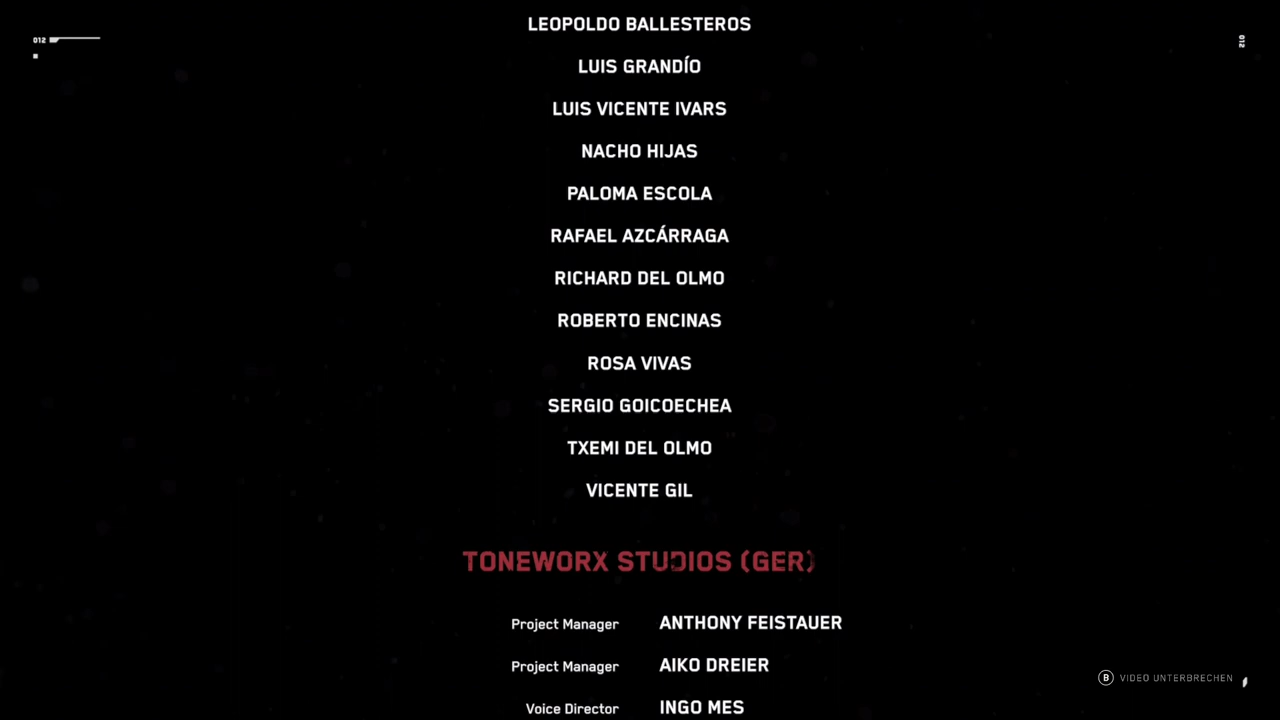 LEOPOLDO BALLESTEROS
012
012
LUIS GRANDÍO
LUIS VICENTE IVARS
NACHO HIJAS
PALOMA ESCOLA
RAFAEL AZCÁRRAGA
RICHARD DEL OLMO
ROBERTO ENCINAS
ROSA VIVAS
SERGIO GOICOECHEA
TXEMI DEL OLMO
VICENTE GIL
TONEWORX STUDIOS (GER)
Project Manager ANTHONY FEISTAUER
Project Manager AIKO DREIER
B VIDEO UNTERBRECHEN
Voice Director INGO MES